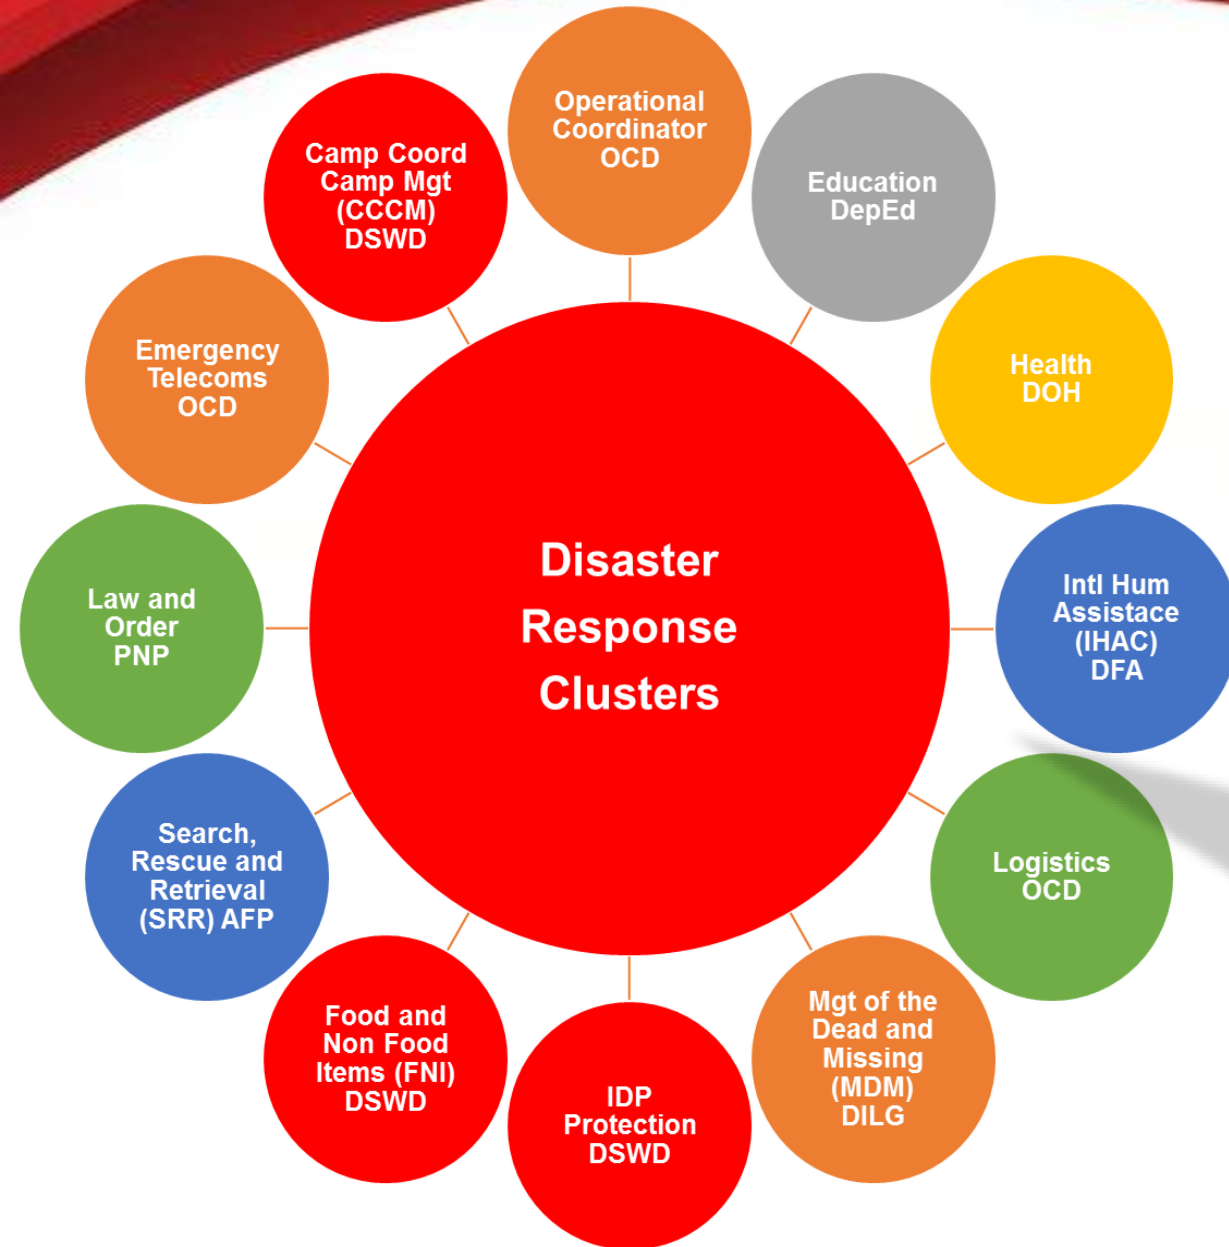 Operational
Coordinator
OCD
Education
DepEd
Health
DOH
Intl Hum
Assistace
(IHAC)
DFA
Logistics
OCD
Mgt of the
Dead and
Missing
(MDM)
DILG
IDP
Protection
DSWD
Food and
Non Food
Items (FNI)
DSWD
Search,
Rescue and
Retrieval
(SRR) AFP
Law and
Order
PNP
Emergency
Telecoms
OCD
Camp Coord
Camp Mgt
(CCCM)
DSWD
Disaster
Response
Clusters